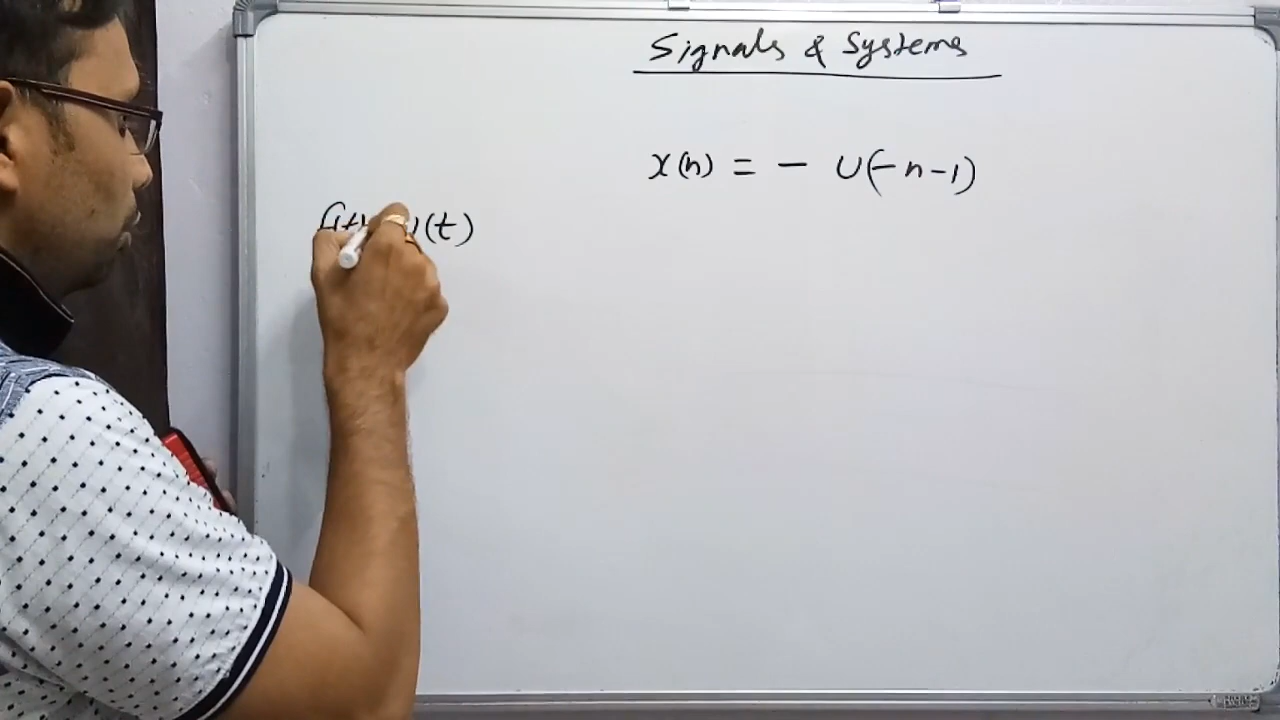 Signals & Systems
x(n) = - U(-n-1)
(t)